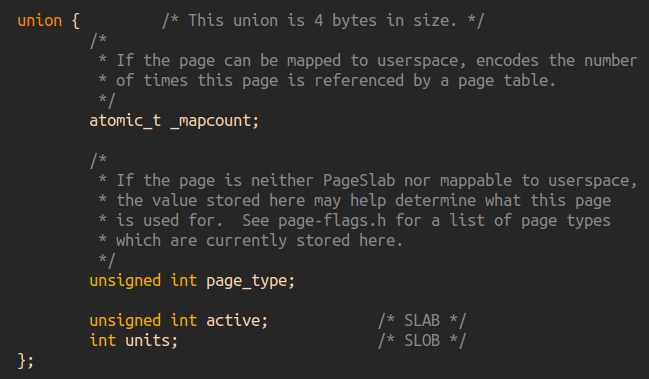 union {         /* This union is 4 bytes in size. */
        /*
         * If the page can be mapped to userspace, encodes the number
         * of times this page is referenced by a page table.
         */
        atomic_t _mapcount;

        /*
         * If the page is neither PageSlab nor mappable to userspace,
         * the value stored here may help determine what this page
         * is used for.  See page-flags.h for a list of page types
         * which are currently stored here.
         */
        unsigned int page_type;

        unsigned int active;            /* SLAB */
        int units;                      /* SLOB */
};